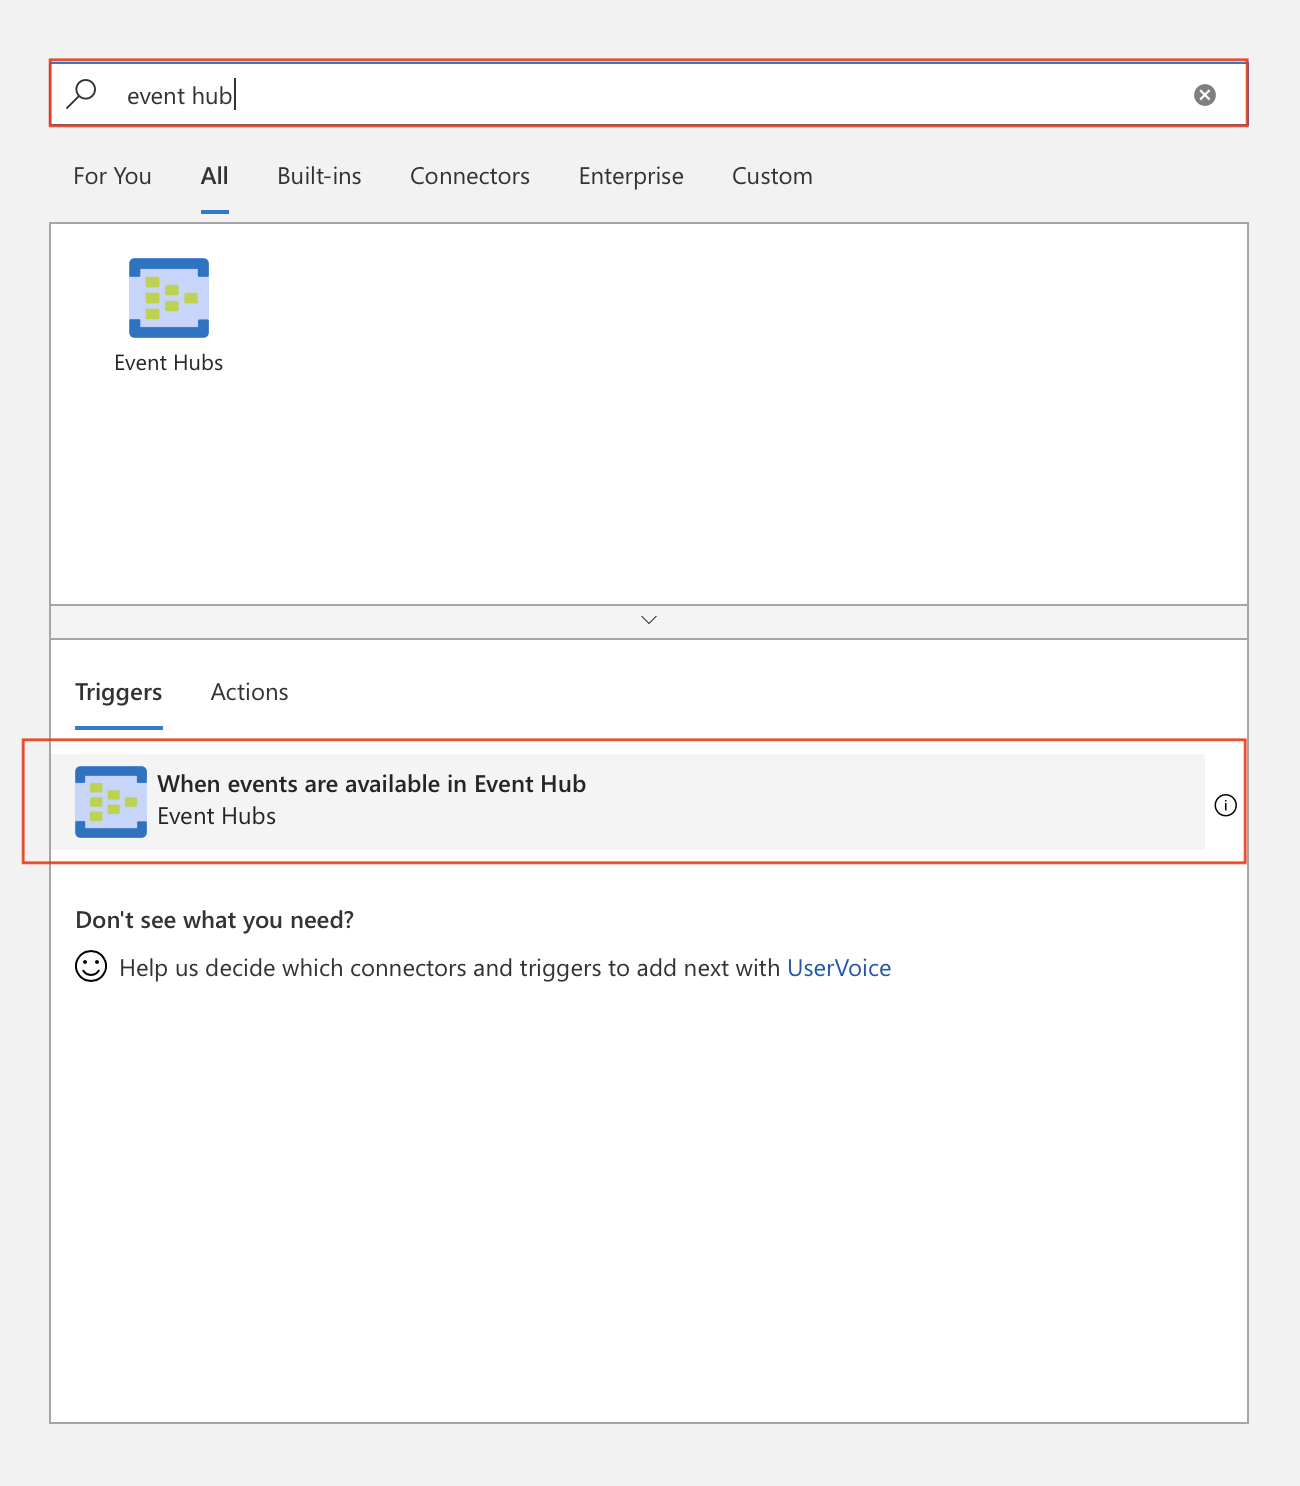 event hub
For You All Built-ins Connectors Enterprise Custom
Event Hubs
Triggers Actions
When events are available in Event Hub
Event Hubs
Don't see what you need?
Help us decide which connectors and triggers to add next with UserVoice